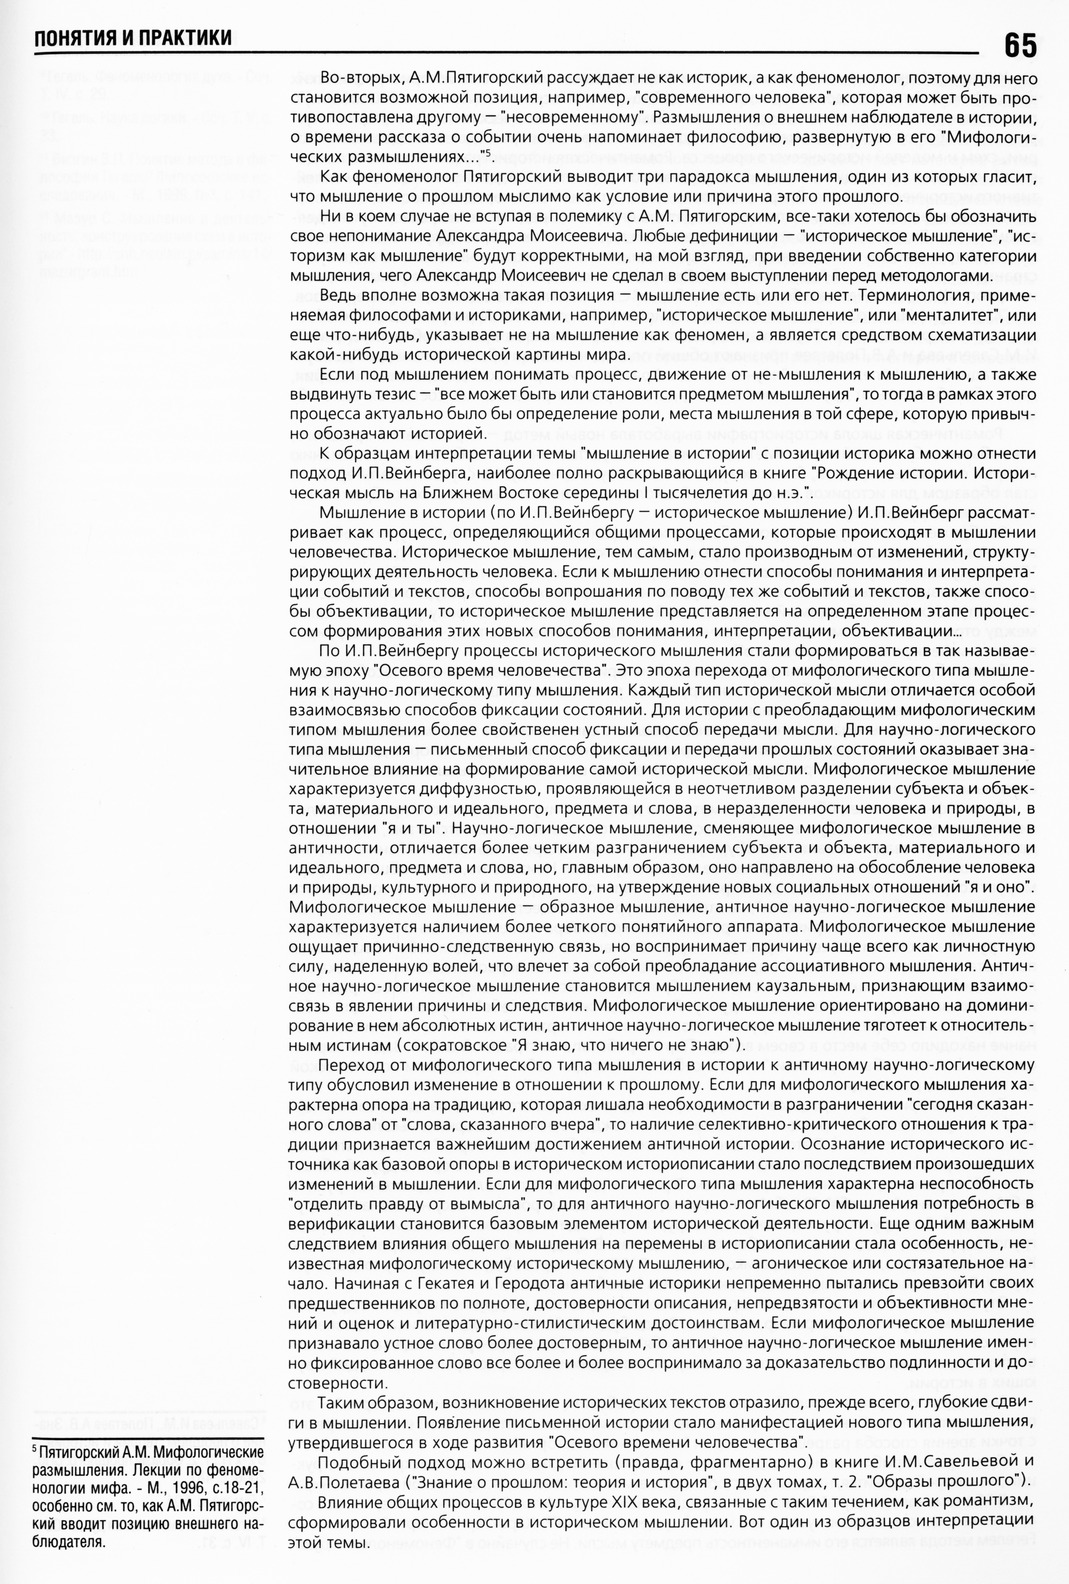 ПОНЯТИЯ И ПРАКТИКИ
65
Во-вторых, А.М.Пятигорский рассуждает не как историк, а как феноменолог, поэтому для него
становится возможной позиция, например, "современного человека", которая может быть про-
тивопоставлена другому — "несовременному". Размышления о внешнем наблюдателе в истории,
о времени рассказа о событии очень напоминает философию, развернутую в его "Мифологи-
ческих размышлениях..."⁵.
Как феноменолог Пятигорский выводит три парадокса мышления, один из которых гласит,
что мышление о прошлом мыслимо как условие или причина этого прошлого.
Ни в коем случае не вступая в полемику с А.М. Пятигорским, все-таки хотелось бы обозначить
свое непонимание Александра Моисеевича. Любые дефиниции — "историческое мышление", "ис-
торизм как мышление" будут корректными, на мой взгляд, при введении собственно категории
мышления, чего Александр Моисеевич не сделал в своем выступлении перед методологами.
Ведь вполне возможна такая позиция — мышление есть или его нет. Терминология, приме-
няемая философами и историками, например, "историческое мышление", или "менталитет", или
еще что-нибудь, указывает не на мышление как феномен, а является средством схематизации
какой-нибудь исторической картины мира.
Если под мышлением понимать процесс, движение от не-мышления к мышлению, а также
выдвинуть тезис — "все может быть или становится предметом мышления", то тогда в рамках этого
процесса актуально было бы определение роли, места мышления в той сфере, которую привыч-
но обозначают историей.
К образцам интерпретации темы "мышление в истории" с позиции историка можно отнести
подход И.П.Вейнберга, наиболее полно раскрывающийся в книге "Рождение истории. Истори-
ческая мысль на Ближнем Востоке середины I тысячелетия до н.э.".
Мышление в истории (по И.П.Вейнбергу — историческое мышление) И.П.Вейнберг рассмат-
ривает как процесс, определяющийся общими процессами, которые происходят в мышлении
человечества. Историческое мышление, тем самым, стало производным от изменений, структу-
рирующих деятельность человека. Если к мышлению отнести способы понимания и интерпрета-
ции событий и текстов, способы вопрошания по поводу тех же событий и текстов, также спосо-
бы объективации, то историческое мышление представляется на определенном этапе процес-
сом формирования этих новых способов понимания, интерпретации, объективации...
По И.П.Вейнбергу процессы исторического мышления стали формироваться в так называе-
мую эпоху "Осевого время человечества". Это эпоха перехода от мифологического типа мышле-
ния к научно-логическому типу мышления. Каждый тип исторической мысли отличается особой
взаимосвязью способов фиксации состояний. Для истории с преобладающим мифологическим
типом мышления более свойственен устный способ передачи мысли. Для научно-логического
типа мышления — письменный способ фиксации и передачи прошлых состояний оказывает зна-
чительное влияние на формирование самой исторической мысли. Мифологическое мышление
характеризуется диффузностью, проявляющейся в неотчетливом разделении субъекта и объек-
та, материального и идеального, предмета и слова, в неразделенности человека и природы, в
отношении "я и ты". Научно-логическое мышление, сменяющее мифологическое мышление в
античности, отличается более четким разграничением субъекта и объекта, материального и
идеального, предмета и слова, но, главным образом, оно направлено на обособление человека
и природы, культурного и природного, на утверждение новых социальных отношений "я и оно".
Мифологическое мышление — образное мышление, античное научно-логическое мышление
характеризуется наличием более четкого понятийного аппарата. Мифологическое мышление
ощущает причинно-следственную связь, но воспринимает причину чаще всего как личностную
силу, наделенную волей, что влечет за собой преобладание ассоциативного мышления. Антич-
ное научно-логическое мышление становится мышлением каузальным, признающим взаимо-
связь в явлении причины и следствия. Мифологическое мышление ориентировано на домини-
рование в нем абсолютных истин, античное научно-логическое мышление тяготеет к относитель-
ным истинам (сократовское "Я знаю, что ничего не знаю").
Переход от мифологического типа мышления в истории к античному научно-логическому
типу обусловил изменение в отношении к прошлому. Если для мифологического мышления ха-
рактерна опора на традицию, которая лишала необходимости в разграничении "сегодня сказан-
ного слова" от "слова, сказанного вчера", то наличие селективно-критического отношения к тра-
диции признается важнейшим достижением античной истории. Осознание исторического ис-
точника как базовой опоры в историческом историописании стало последствием произошедших
изменений в мышлении. Если для мифологического типа мышления характерна неспособность
"отделить правду от вымысла", то для античного научно-логического мышления потребность в
верификации становится базовым элементом исторической деятельности. Еще одним важным
следствием влияния общего мышления на перемены в историописании стала особенность, не-
известная мифологическому историческому мышлению, — агоническое или состязательное на-
чало. Начиная с Гекатея и Геродота античные историки непременно пытались превзойти своих
предшественников по полноте, достоверности описания, непредвзятости и объективности мне-
ний и оценок и литературно-стилистическим достоинствам. Если мифологическое мышление
признавало устное слово более достоверным, то античное научно-логическое мышление имен-
но фиксированное слово все более и более воспринимало за доказательство подлинности и до-
стоверности.
Таким образом, возникновение исторических текстов отразило, прежде всего, глубокие сдви-
ги в мышлении. Появление письменной истории стало манифестацией нового типа мышления,
утвердившегося в ходе развития "Осевого времени человечества".
Подобный подход можно встретить (правда, фрагментарно) в книге И.М.Савельевой и
А.В.Полетаева ("Знание о прошлом: теория и история", в двух томах, т. 2. "Образы прошлого").
Влияние общих процессов в культуре XIX века, связанные с таким течением, как романтизм,
сформировали особенности в историческом мышлении. Вот один из образцов интерпретации
этой темы.
⁵ Пятигорский А.М. Мифологические
размышления. Лекции по феноме-
нологии мифа. - М., 1996, с.18-21,
особенно см. то, как А.М. Пятигорс-
кий вводит позицию внешнего на-
блюдателя.